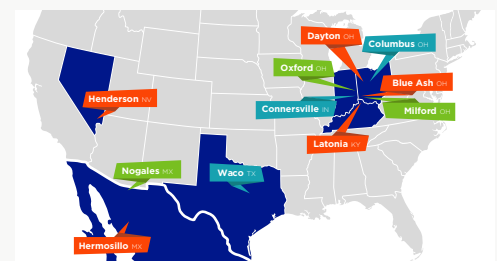 Dayton OH
Columbus OH
Oxford OH
Blue Ash OH
Henderson NV
Connersville IN
Milford OH
Latonia KY
Nogales MX
Waco TX
Hermosillo MX